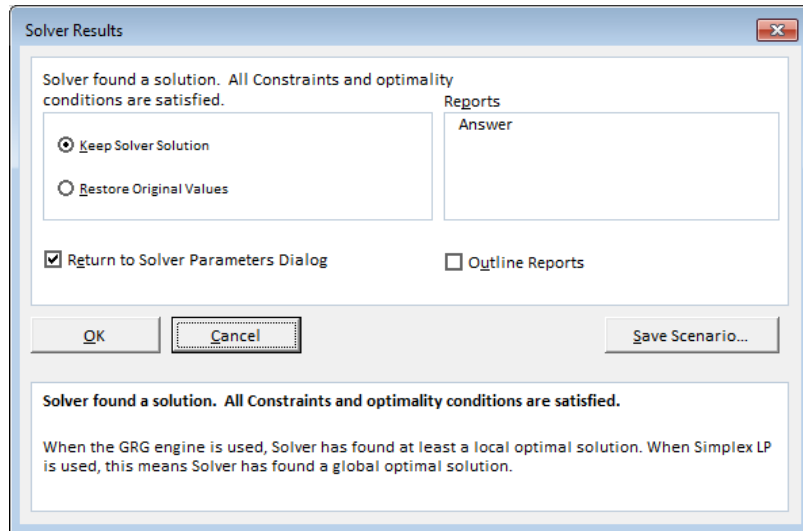 Solver Results
Solver found a solution. All Constraints and optimality
conditions are satisfied.
Reports
Keep Solver Solution
Restore Original Values
Answer
Return to Solver Parameters Dialog
Outline Reports
OK
Cancel
Save Scenario...
Solver found a solution. All Constraints and optimality conditions are satisfied.
When the GRG engine is used, Solver has found at least a local optimal solution. When Simplex LP
is used, this means Solver has found a global optimal solution.